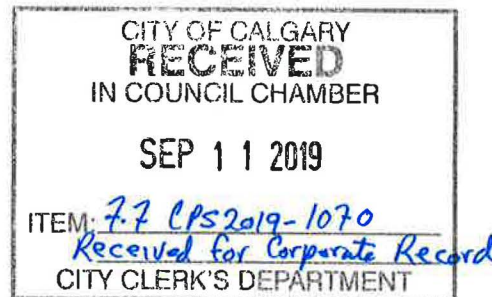 CITY OF CALGARY
RECEIVED
IN COUNCIL CHAMBER
SEP 1 1 2019
ITEM: 7.7 CPS2019-1070
Received for Corporate Record
CITY CLERK'S DEPARTMENT